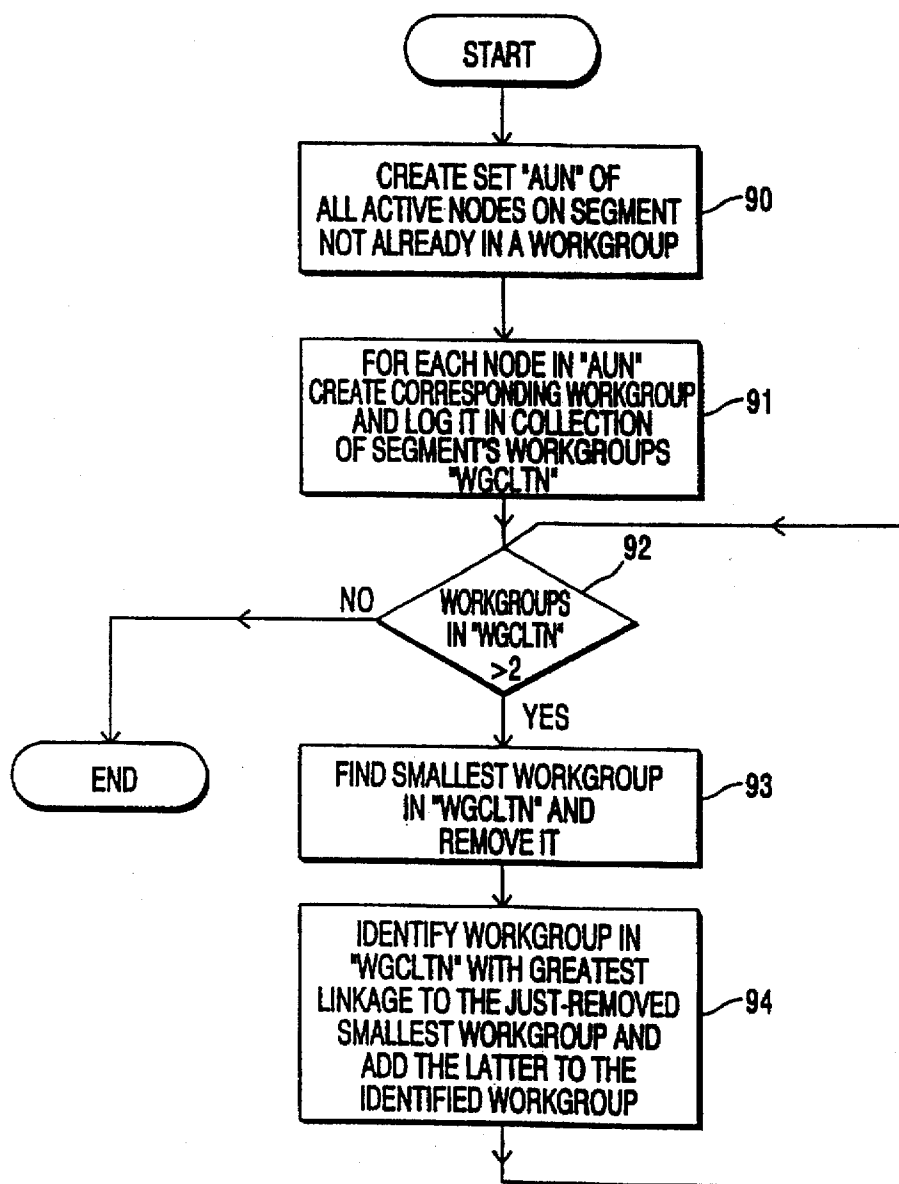 START
CREATE SET "AUN" OF
ALL ACTIVE NODES ON SEGMENT
NOT ALREADY IN A WORKGROUP
90
FOR EACH NODE IN "AUN"
CREATE CORRESPONDING WORKGROUP
AND LOG IT IN COLLECTION
OF SEGMENT'S WORKGROUPS
"WGCLTN"
91
92
NO
WORKGROUPS
IN "WGCLTN"
>2
YES
END
FIND SMALLEST WORKGROUP
IN "WGCLTN" AND
REMOVE IT
93
IDENTIFY WORKGROUP IN
"WGCLTN" WITH GREATEST
LINKAGE TO THE JUST-REMOVED
SMALLEST WORKGROUP AND
ADD THE LATTER TO THE
IDENTIFIED WORKGROUP
94